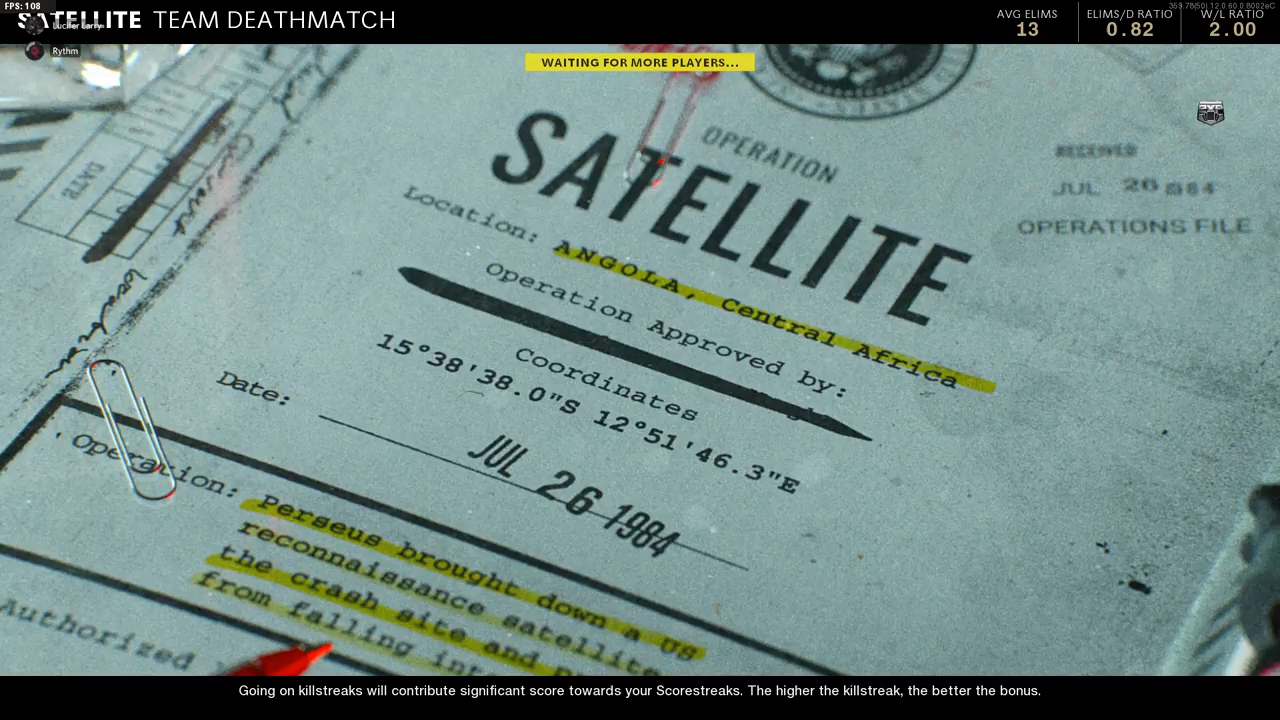 FPS: 108
SATELLITE TEAM DEATHMATCH
Lucifer Larry
Rythm
AVG ELIMS
13
ELIMS/D RATIO
0.82
W/L RATIO
2.00
WAITING FOR MORE PLAYERS...
OPERATION
SATELLITE
Location: ANGOLA, Central Africa
Operation Approved by:
Coordinates
15°38'38.0"S 12°51'46.3"E
Date:
JUL 26 1984
Operation: Perseus brought down a US
reconnaissance satellite
the crash site and
from falling
Authorized
DATE
RECEIVED
JUL 26 1984
OPERATIONS FILE
Going on killstreaks will contribute significant score towards your Scorestreaks. The higher the killstreak, the better the bonus.